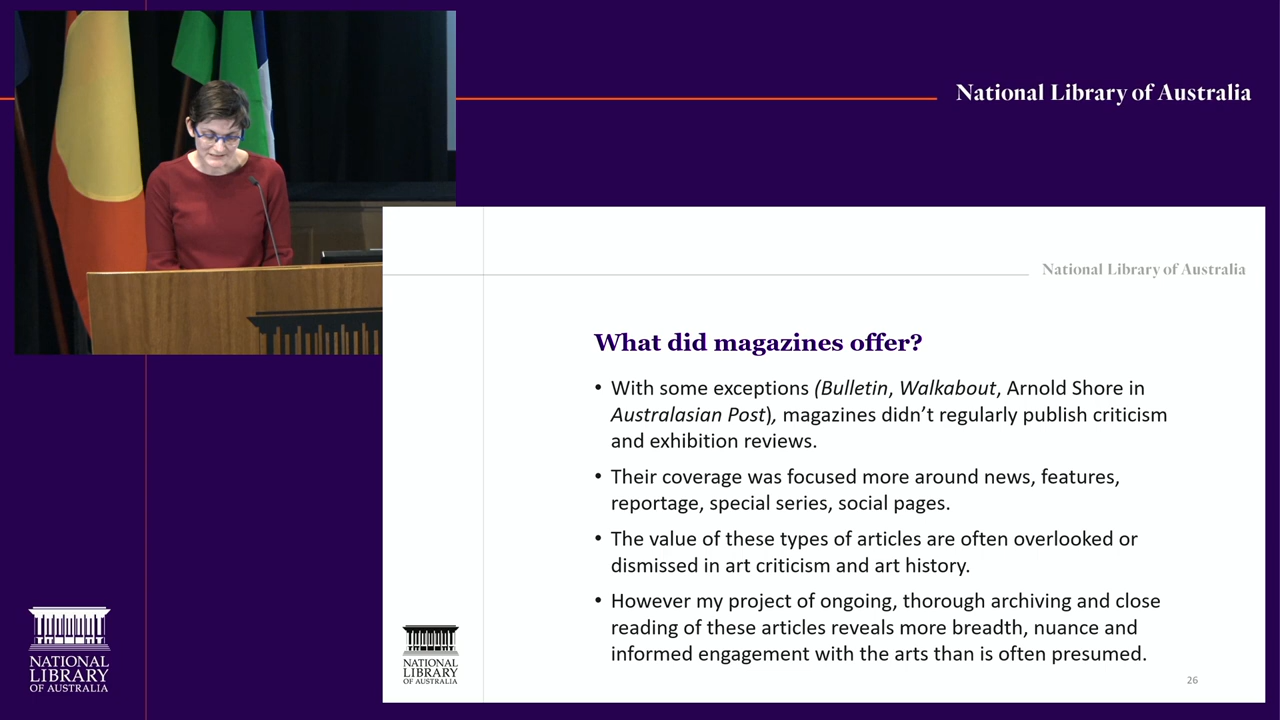 National Library of Australia
National Library of Australia
What did magazines offer?
• With some exceptions (Bulletin, Walkabout, Arnold Shore in
Australasian Post), magazines didn’t regularly publish criticism
and exhibition reviews.
• Their coverage was focused more around news, features,
reportage, special series, social pages.
• The value of these types of articles are often overlooked or
dismissed in art criticism and art history.
• However my project of ongoing, thorough archiving and close
reading of these articles reveals more breadth, nuance and
informed engagement with the arts than is often presumed.
26
NATIONAL
LIBRARY
OF AUSTRALIA
NATIONAL
LIBRARY
OF AUSTRALIA